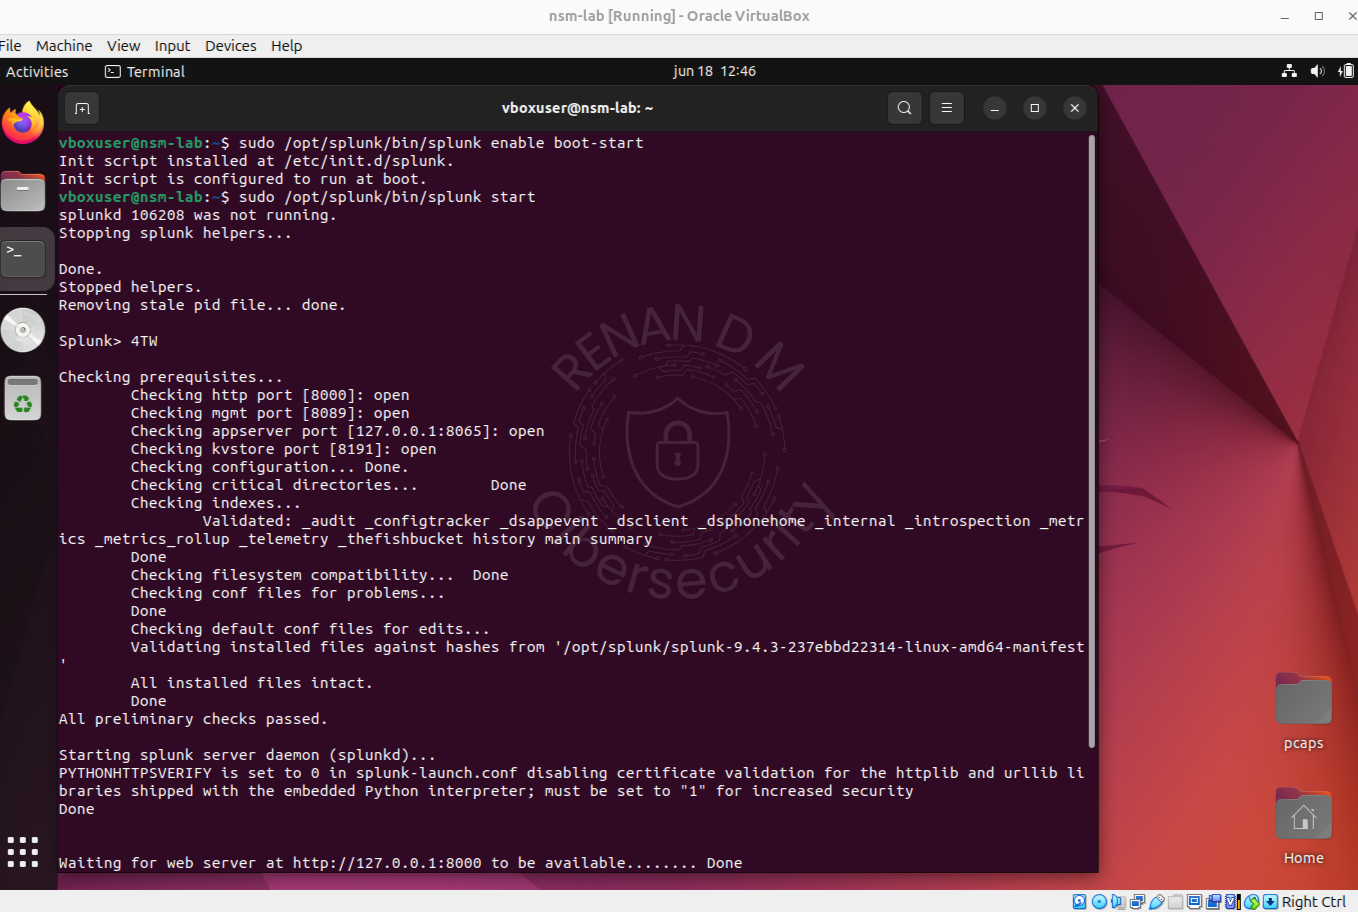 nsm-lab [Running] - Oracle VirtualBox
File Machine View Input Devices Help
Activities Terminal jun 18 12:46
vboxuser@nsm-lab: ~
vboxuser@nsm-lab:~$ sudo /opt/splunk/bin/splunk enable boot-start
Init script installed at /etc/init.d/splunk.
Init script is configured to run at boot.
vboxuser@nsm-lab:~$ sudo /opt/splunk/bin/splunk start
splunkd 106208 was not running.
Stopping splunk helpers...
Done.
Stopped helpers.
Removing stale pid file... done.
Splunk> 4TW
Checking prerequisites...
Checking http port [8000]: open
Checking mgmt port [8089]: open
Checking appserver port [127.0.0.1:8065]: open
Checking kvstore port [8191]: open
Checking configuration... Done.
Checking critical directories... Done
Checking indexes...
Validated: _audit _configtracker _dsappevent _dsclient _dsphonehome _internal _introspection _metr
ics _metrics_rollup _telemetry _thefishbucket history main summary
Done
Checking filesystem compatibility... Done
Checking conf files for problems...
Done
Checking default conf files for edits...
Validating installed files against hashes from '/opt/splunk/splunk-9.4.3-237ebbd22314-linux-amd64-manifest
'
All installed files intact.
Done
All preliminary checks passed.
Starting splunk server daemon (splunkd)...
PYTHONHTTPSVERIFY is set to 0 in splunk-launch.conf disabling certificate validation for the httplib and urllib li
braries shipped with the embedded Python interpreter; must be set to "1" for increased security
Done
Waiting for web server at http://127.0.0.1:8000 to be available........ Done
RENAN D M
Cybersecurity
pcaps
Home
Right Ctrl